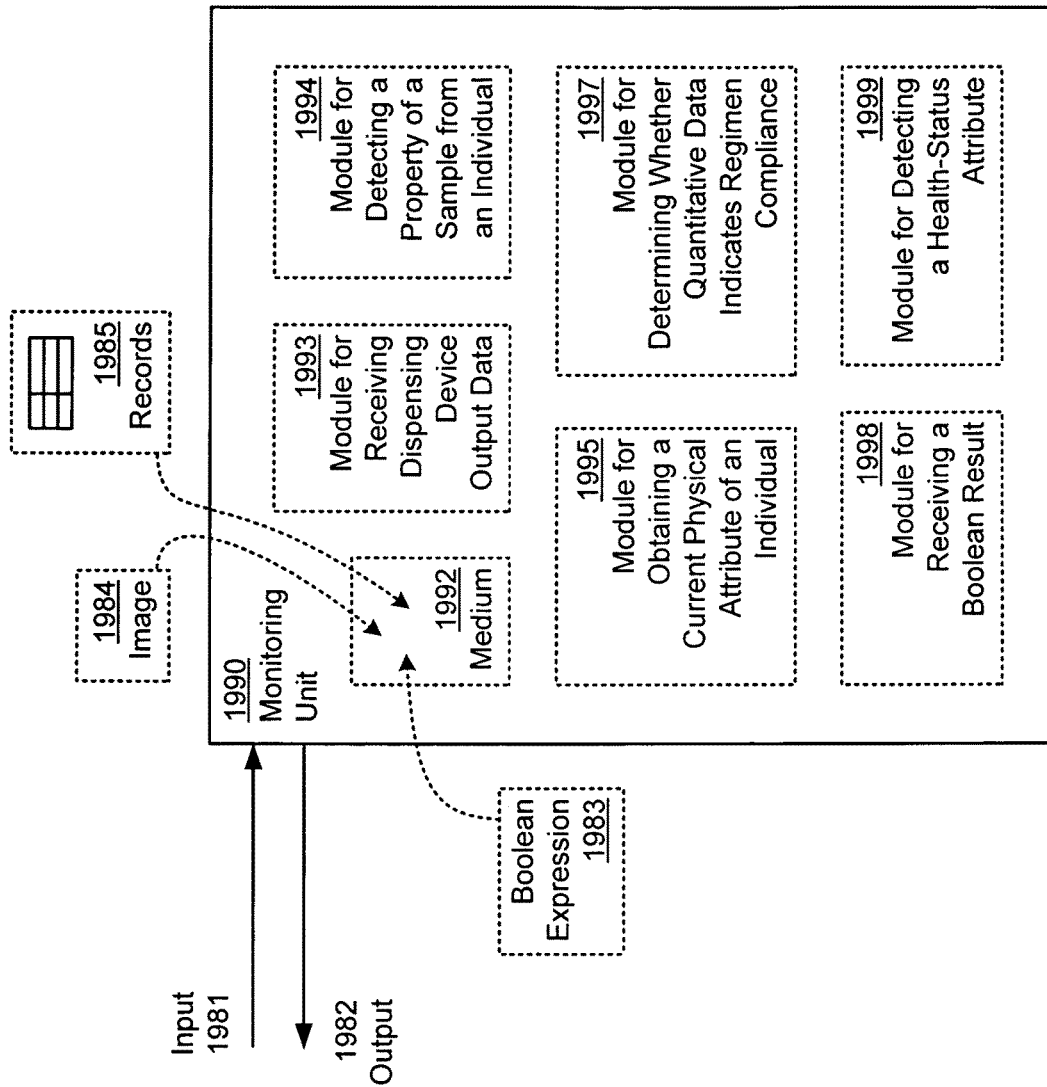 Input
1981
1982
Output
1990
Monitoring
Unit
Boolean
Expression
1983
1984
Image
1985
Records
1992
Medium
1993
Module for
Receiving
Dispensing
Device
Output Data
1994
Module for
Detecting a
Property of a
Sample from
an Individual
1995
Module for
Obtaining a
Current Physical
Attribute of an
Individual
1997
Module for
Determining Whether
Quantitative Data
Indicates Regimen
Compliance
1998
Module for
Receiving a
Boolean Result
1999
Module for Detecting
a Health-Status
Attribute